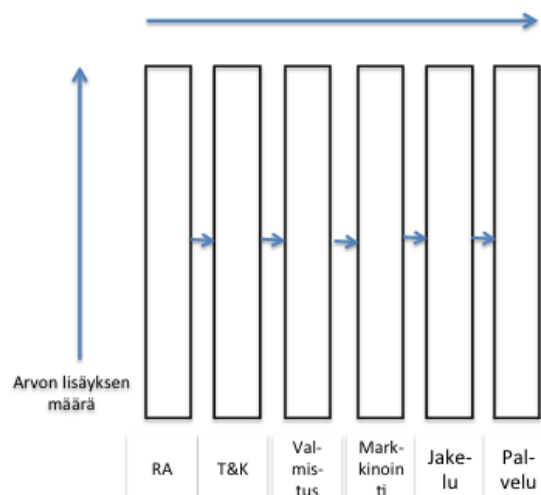 Arvon lisäyksen
määrä
RA
T&K
Val-
mis-
tus
Mark-
kinoin
ti
Jake-
lu
Pal-
velu